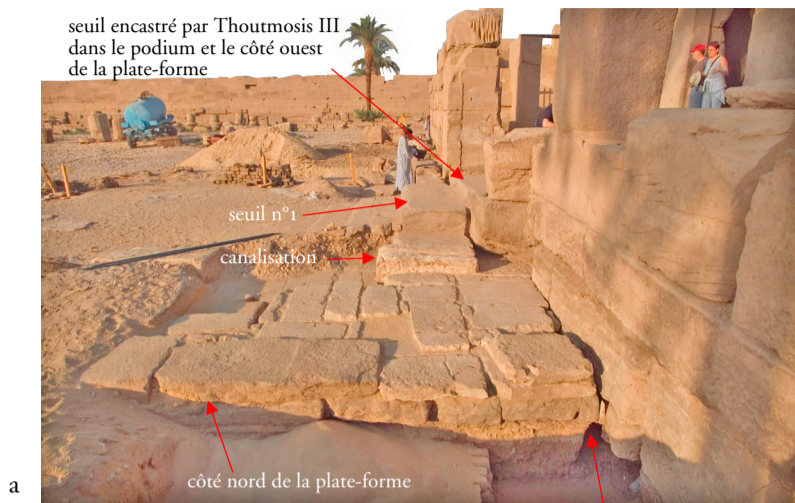 seuil encastré par Thoutmosis III
dans le podium et le côté ouest
de la plate-forme
seuil n°1
canalisation
côté nord de la plate-forme
a